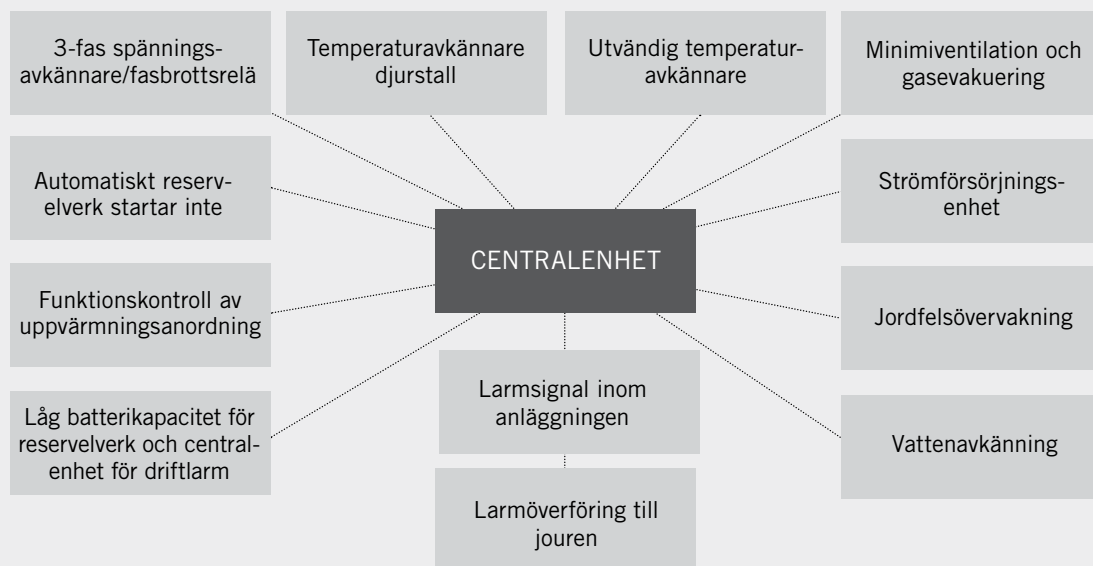 3-fas spännings-
avkännare/fasbrottsrelä
Temperaturavkännare
djurstall
Utvändig temperatur-
avkännare
Minimiventilation och
gasevakuering
Automatiskt reserv-
elverk startar inte
Strömförsörjnings-
enhet
CENTRALENHET
Funktionskontroll av
uppvärmningsanordning
Jordfelsövervakning
Larmsignal inom
anläggningen
Låg batterikapacitet för
reservelverk och central-
enhet för driftlarm
Vattenavkänning
Larmöverföring till
jouren